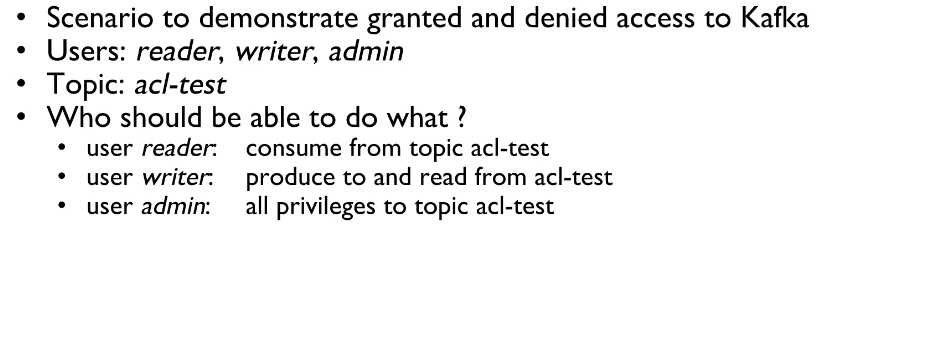 • Scenario to demonstrate granted and denied access to Kafka
• Users: reader, writer, admin
• Topic: acl-test
• Who should be able to do what ?
• user reader: consume from topic acl-test
• user writer: produce to and read from acl-test
• user admin: all privileges to topic acl-test